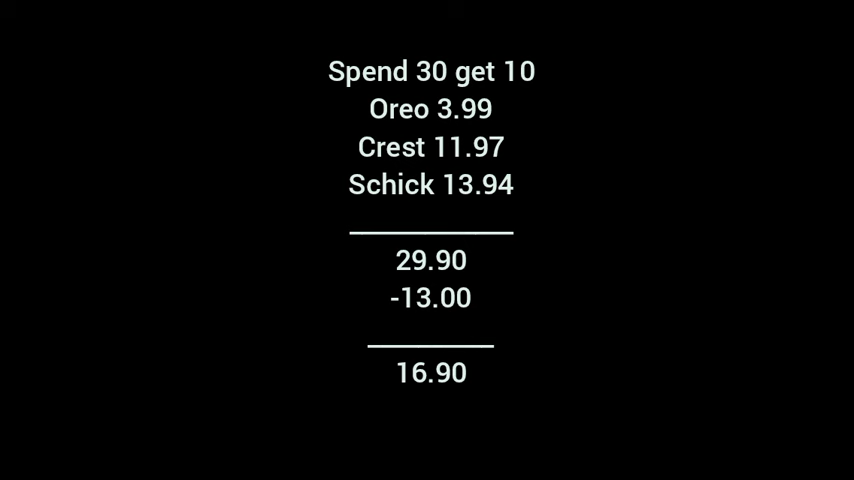 Spend 30 get 10
Oreo 3.99
Crest 11.97
Schick 13.94
29.90
-13.00
16.90